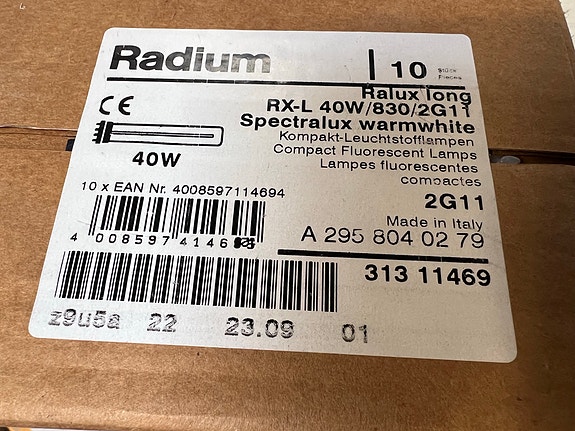 Radium
10 Stück
Pieces
Ralux long
RX-L 40W/830/2G11
Spectralux warmwhite
CE
40W
Kompakt-Leuchtstofflampen
Compact Fluorescent Lamps
Lampes fluorescentes
compactes
10 x EAN Nr. 4008597114694
2G11
Made in Italy
A 295 804 02 79
313 11469
z9u5a 22 23.09 01